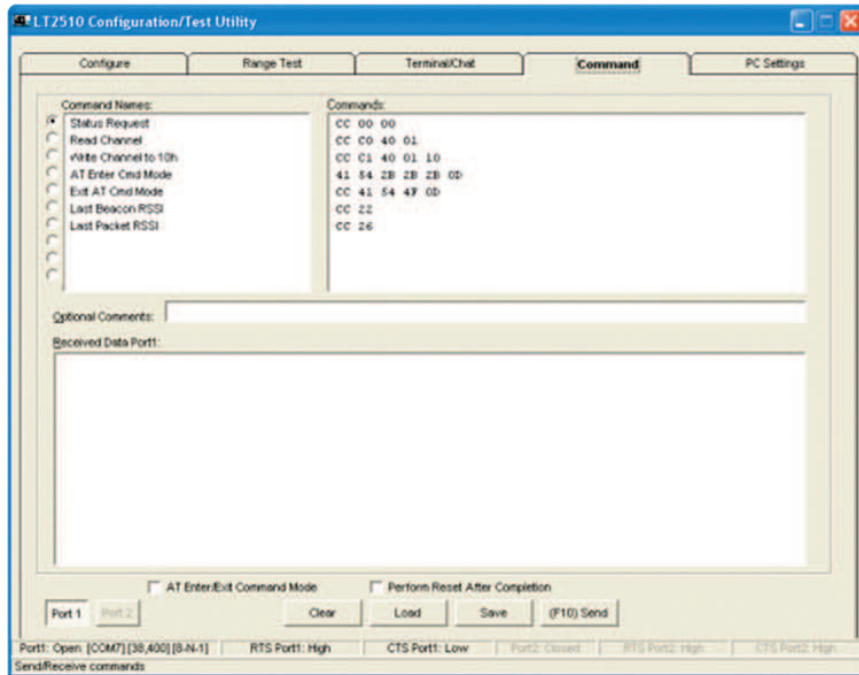 LT2510 Configuration/Test Utility
Configure Range Test Terminal/Chat Command PC Settings
Command Names: Commands:
Status Request CC 00 00
Read Channel CC C0 40 01
Write Channel to 10h CC C1 40 01 10
AT Enter Cmd Mode 41 54 2B 2B 2B 0D
Exit AT Cmd Mode CC 41 54 4F 0D
Last Beacon RSSI CC 22
Last Packet RSSI CC 26
Optional Comments:
Received Data Port1:
AT Enter/Exit Command Mode Perform Reset After Completion
Port 1 Port 2 Clear Load Save (F10) Send
Port1: Open [COM7] [38,400] [8-N-1] RTS Port1: High CTS Port1: Low Port2: Closed RTS Port2: High CTS Port2: High
Send/Receive commands